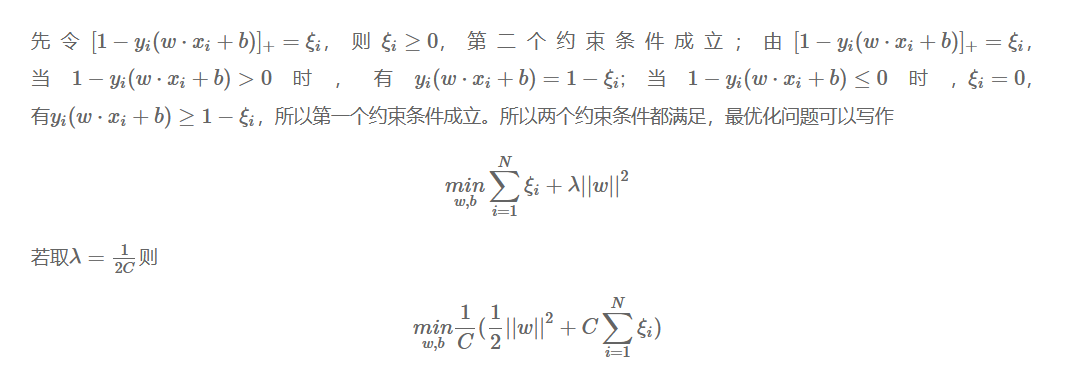 先令 $[1-y_i(w\cdot x_i+b)]_+=\xi_i$, 则 $\xi_i\geq 0$, 第二个约束条件成立; 由 $[1-y_i(w\cdot x_i+b)]_+=\xi_i$,
当 $1-y_i(w\cdot x_i+b)>0$ 时, 有 $y_i(w\cdot x_i+b)=1-\xi_i$; 当 $1-y_i(w\cdot x_i+b)\leq 0$ 时, $\xi_i=0$,
有$y_i(w\cdot x_i+b)\geq 1-\xi_i$, 所以第一个约束条件成立。所以两个约束条件都满足，最优化问题可以写作
$\underset{w,b}{min}\sum_{i=1}^{N}\xi_i+\lambda||w||^2$
若取$\lambda=\frac{1}{2C}$则
$\underset{w,b}{min}\frac{1}{C}(\frac{1}{2}||w||^2+C\sum_{i=1}^{N}\xi_i)$